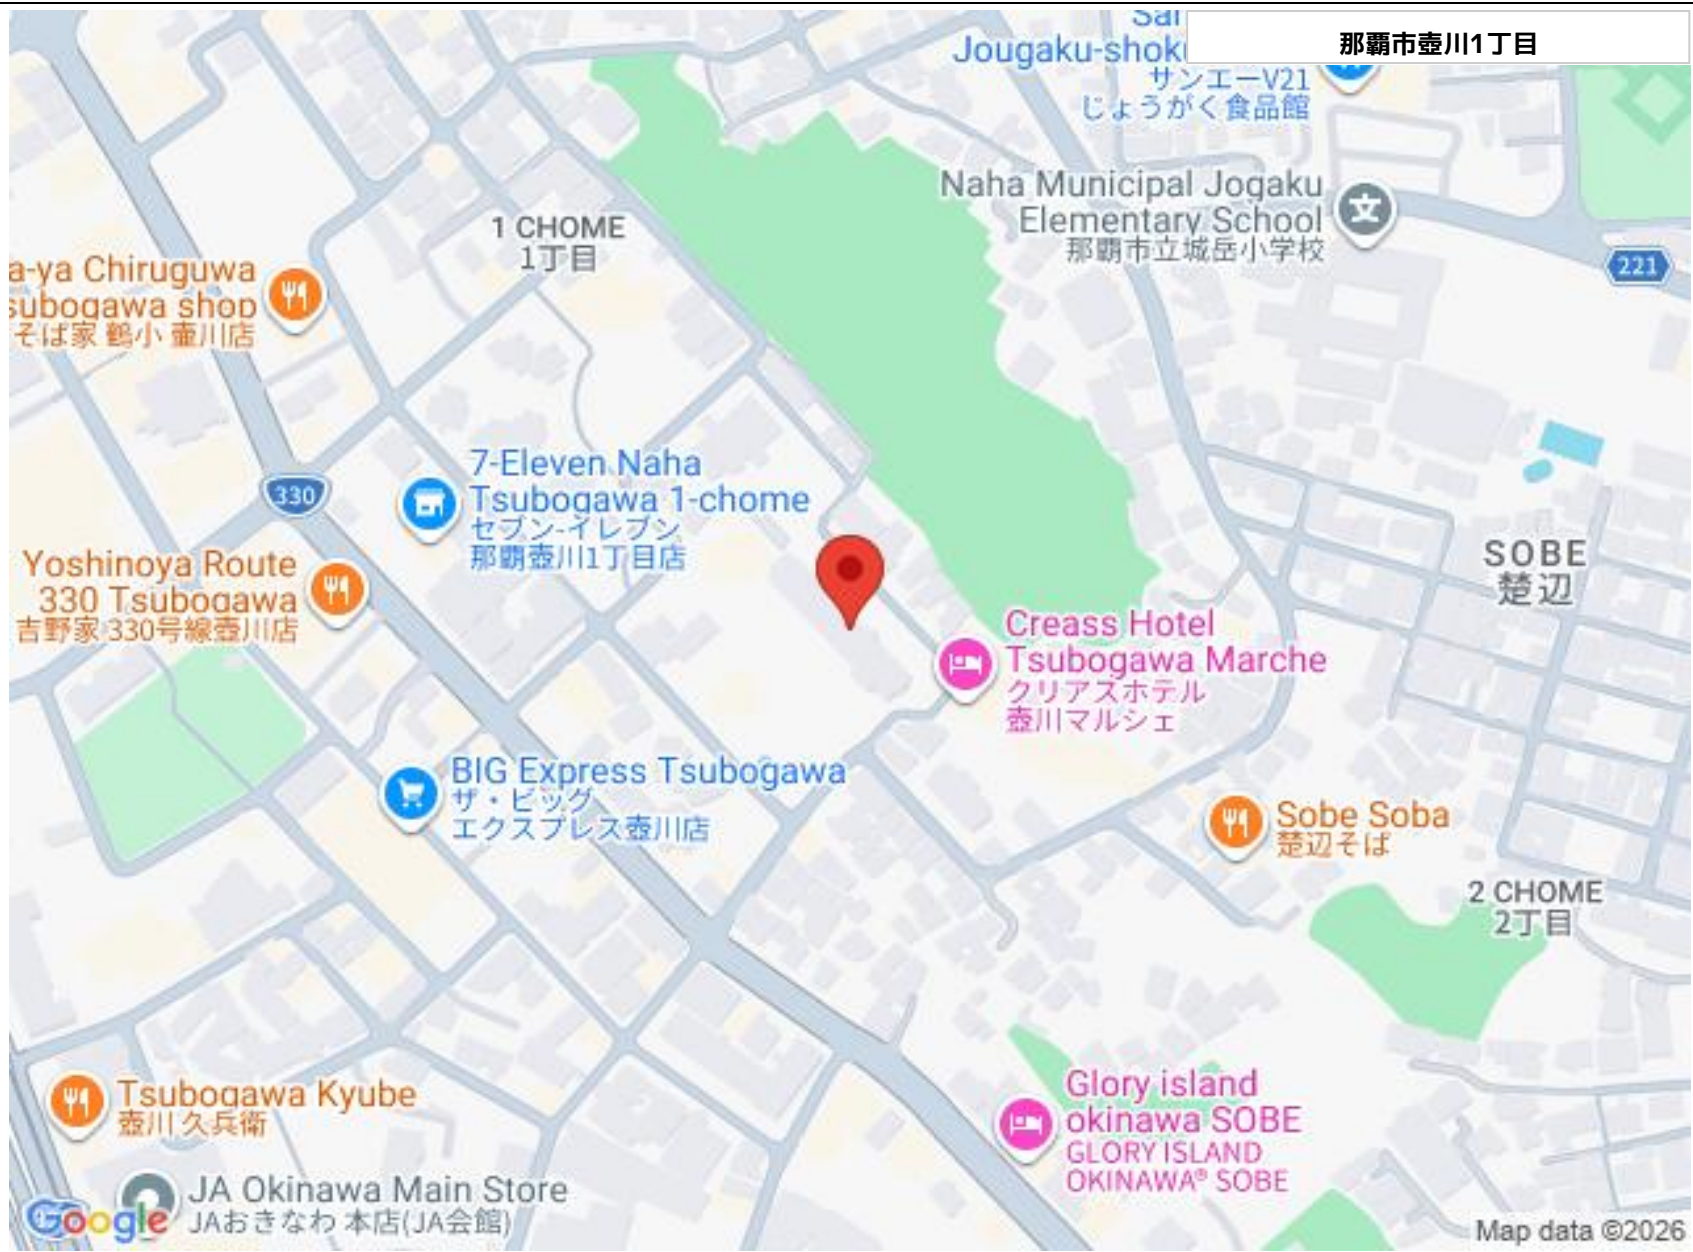 Jougaku-shok
サンエーV21
じょうがく食品館
那覇市壺川1丁目
Naha Municipal Jogaku
Elementary School
那覇市立城岳小学校
文
221
1 CHOME
1丁目
a-ya Chiruguwa
subogawa shop
そば家 鶴小 壷川店
7-Eleven Naha
Tsubogawa 1-chome
セブン-イレブン
那覇壺川1丁目店
330
Yoshinoya Route
330 Tsubogawa
吉野家 330号線壺川店
SOBE
楚辺
Creass Hotel
Tsubogawa Marche
クリアスホテル
壺川マルシェ
BIG Express Tsubogawa
ザ・ビッグ
エクスプレス壺川店
Sobe Soba
楚辺そば
2 CHOME
2丁目
Tsubogawa Kyube
壺川 久兵衛
Glory island
okinawa SOBE
GLORY ISLAND
OKINAWA® SOBE
JA Okinawa Main Store
JAおきなわ 本店(JA会館)
Google
Map data ©2026